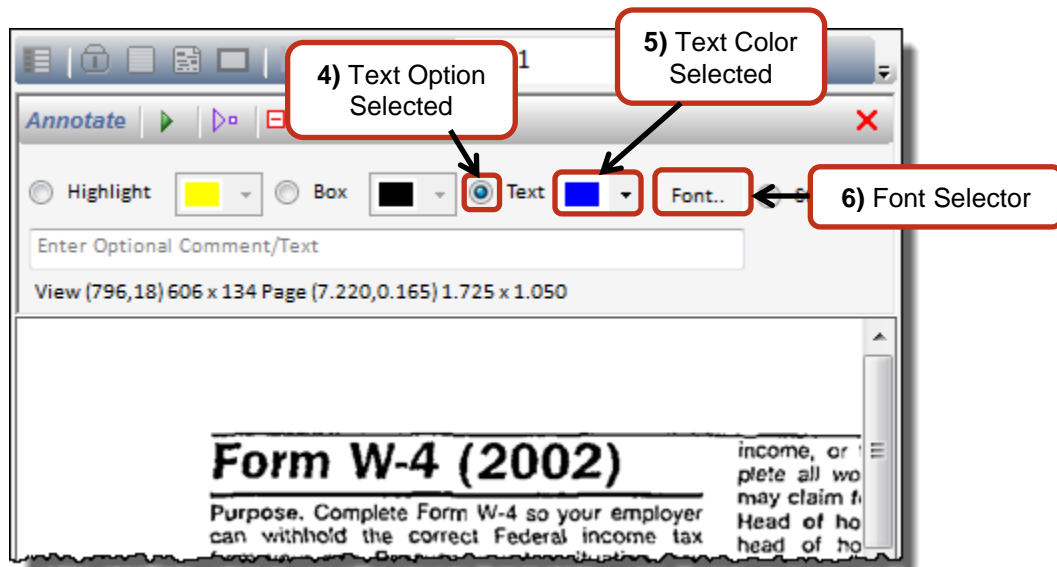 4) Text Option
Selected
5) Text Color
Selected
1
Annotate
Highlight Box Text Font.. S
6) Font Selector
Enter Optional Comment/Text
View (796,18) 606 x 134 Page (7.220,0.165) 1.725 x 1.050
Form W-4 (2002)
Purpose. Complete Form W-4 so your employer
can withhold the correct Federal income tax
income, or
plete all wo
may claim
Head of ho
head of ho